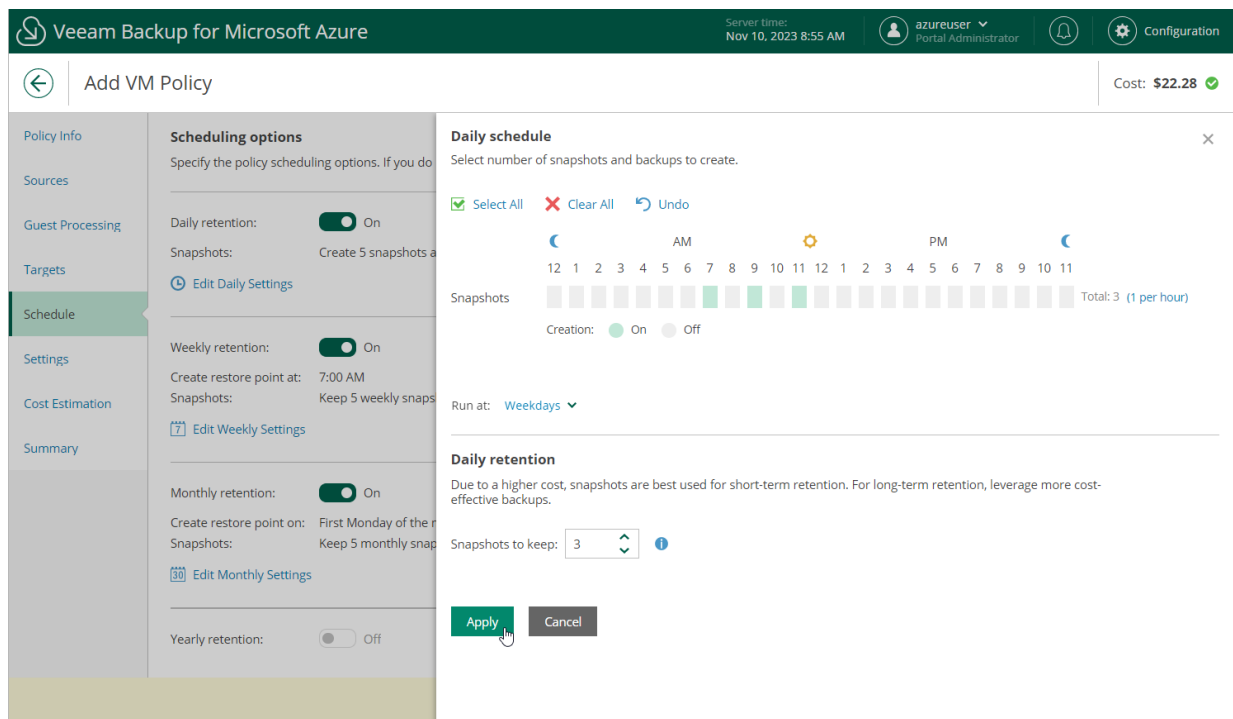 Veeam Backup for Microsoft Azure
Server time:
Nov 10, 2023 8:55 AM
azureuser
Portal Administrator
Configuration
Add VM Policy
Cost: $22.28
Policy Info
Sources
Guest Processing
Targets
Schedule
Settings
Cost Estimation
Summary
Scheduling options
Specify the policy scheduling options. If you do
Daily retention: On
Snapshots: Create 5 snapshots a
Edit Daily Settings
Weekly retention: On
Create restore point at: 7:00 AM
Snapshots: Keep 5 weekly snaps
7 Edit Weekly Settings
Monthly retention: On
Create restore point on: First Monday of the r
Snapshots: Keep 5 monthly snap
30 Edit Monthly Settings
Yearly retention: Off
Daily schedule
Select number of snapshots and backups to create.
Select All Clear All Undo
AM PM
12 1 2 3 4 5 6 7 8 9 10 11 12 1 2 3 4 5 6 7 8 9 10 11
Snapshots Total: 3 (1 per hour)
Creation: On Off
Run at: Weekdays
Daily retention
Due to a higher cost, snapshots are best used for short-term retention. For long-term retention, leverage more cost-
effective backups.
Snapshots to keep: 3
Apply Cancel